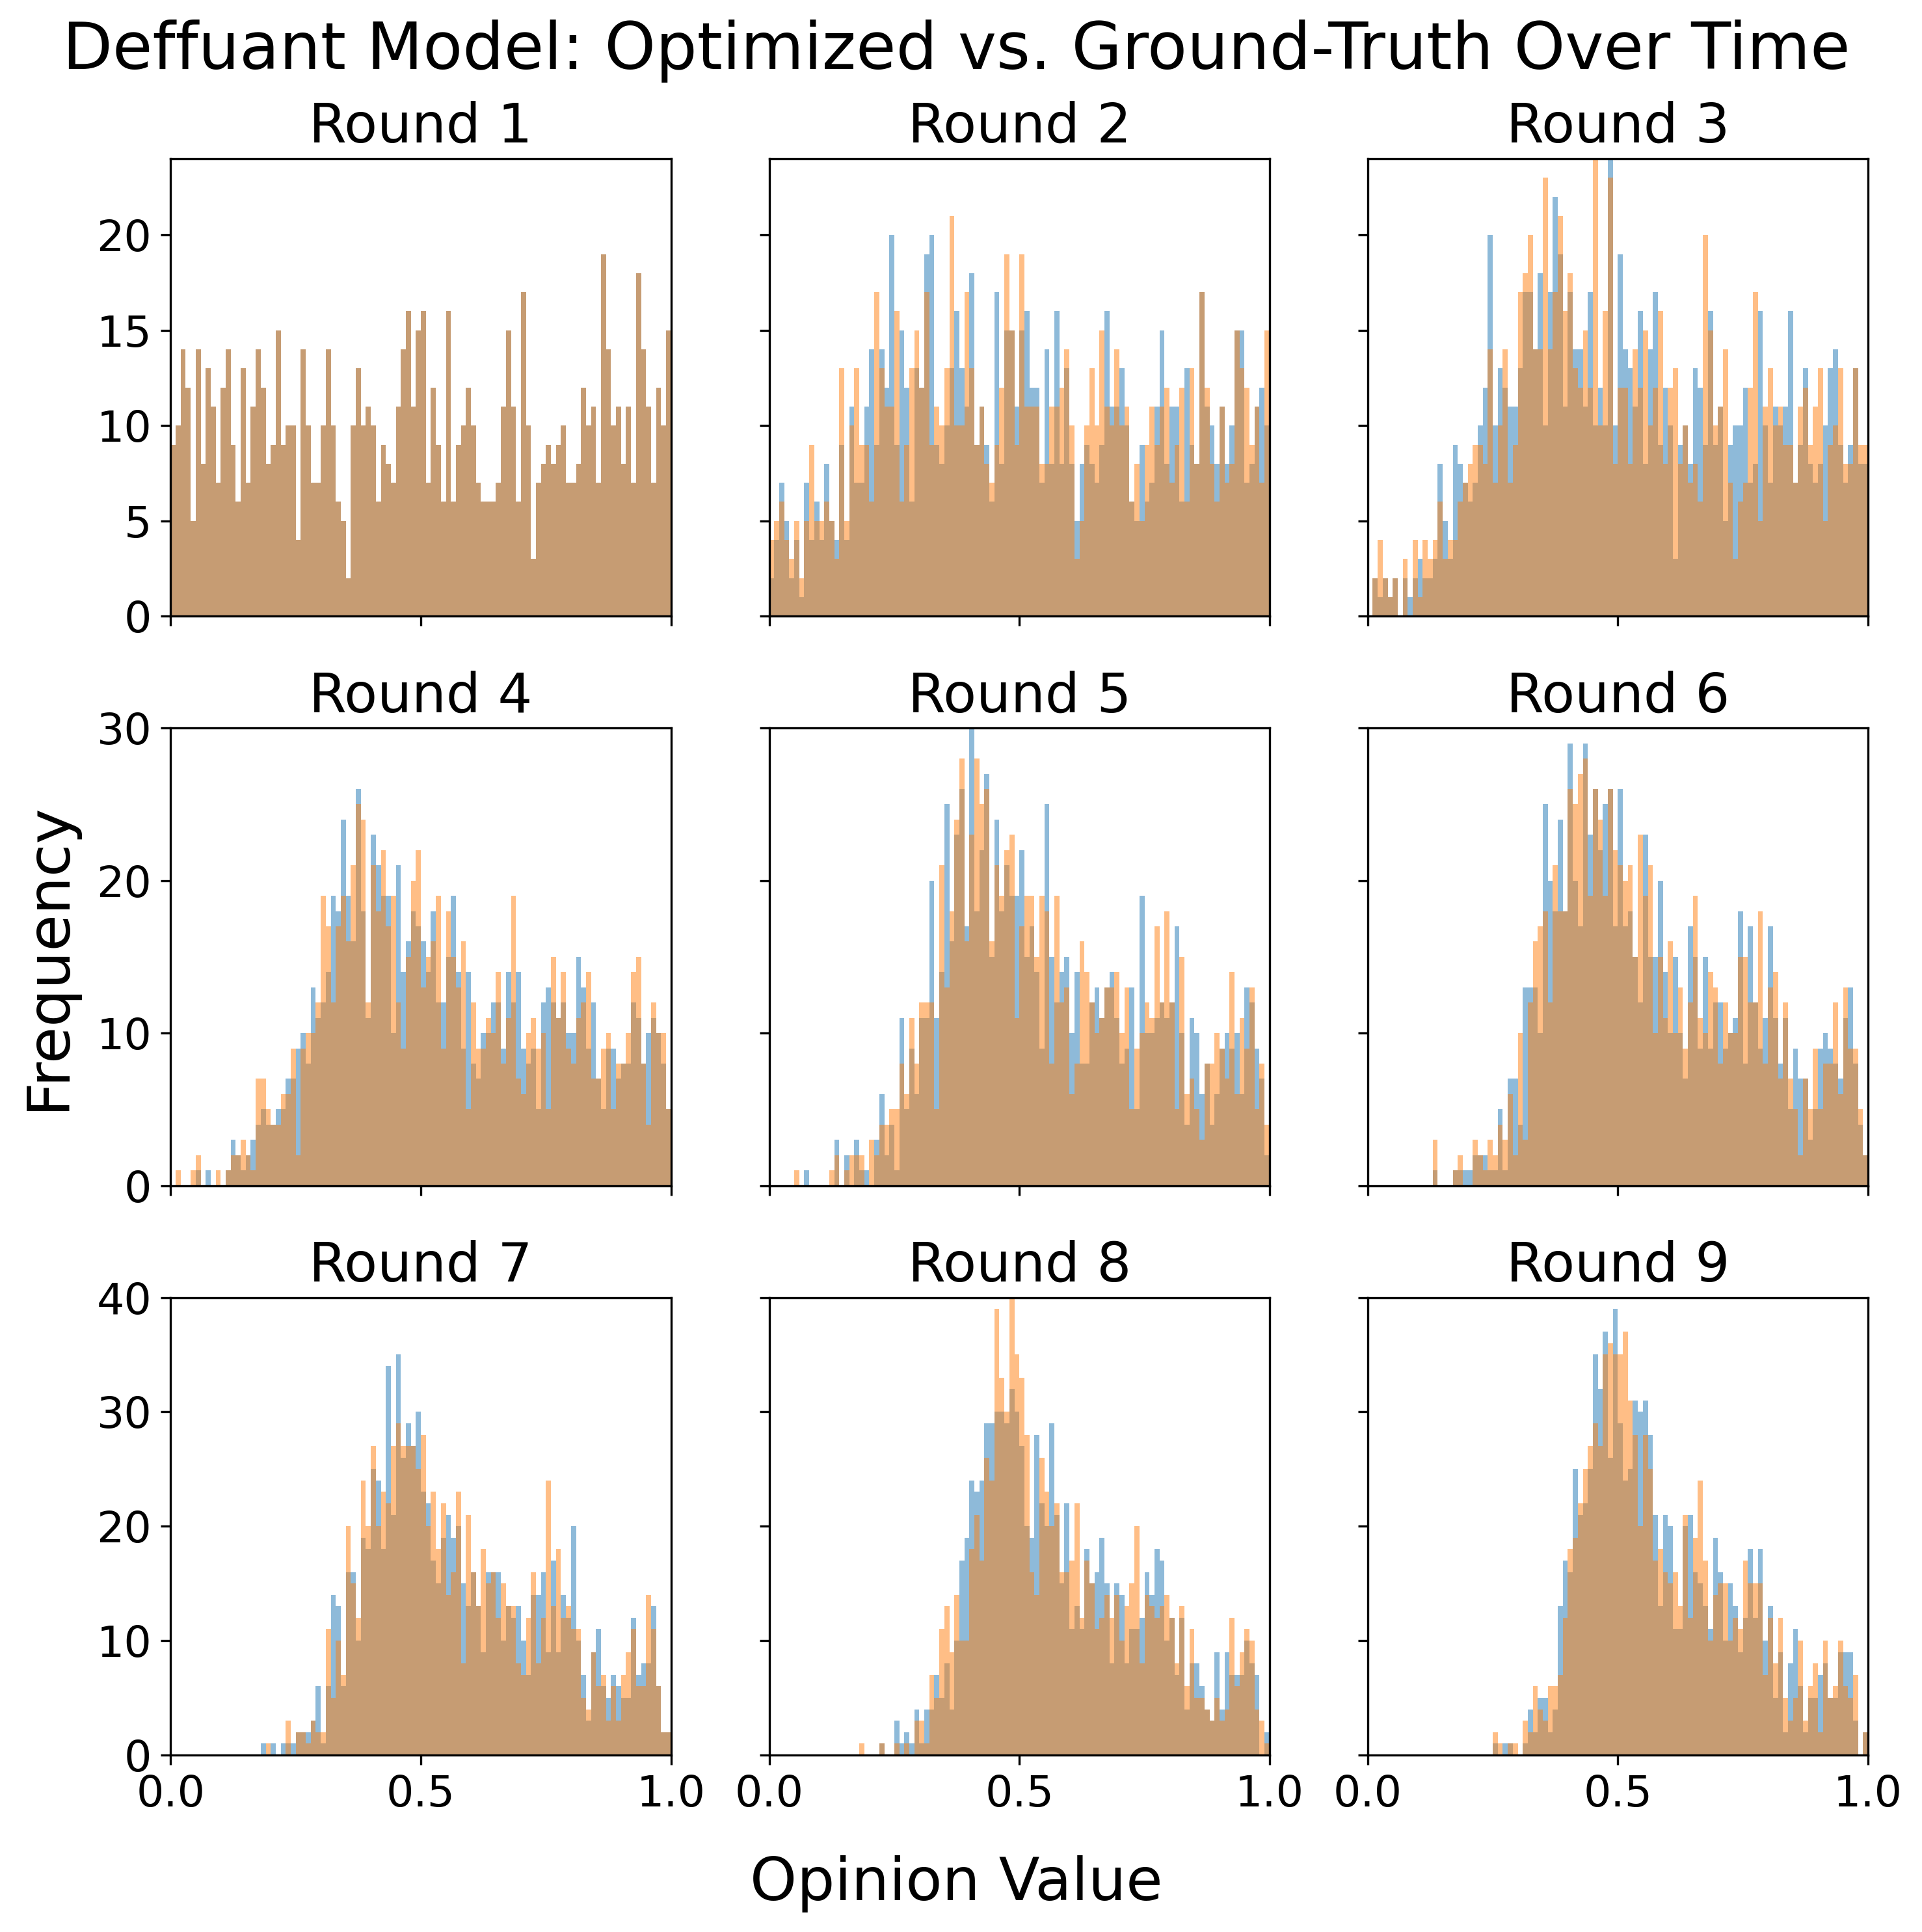 Deffuant Model: Optimized vs. Ground-Truth Over Time
Round 1
Round 2
Round 3
20
15
10
5
0
Round 4
Round 5
Round 6
30
20
10
0
Frequency
Round 7
Round 8
Round 9
40
30
20
10
0
0.0 0.5 1.0
0.0 0.5 1.0
0.0 0.5 1.0
Opinion Value